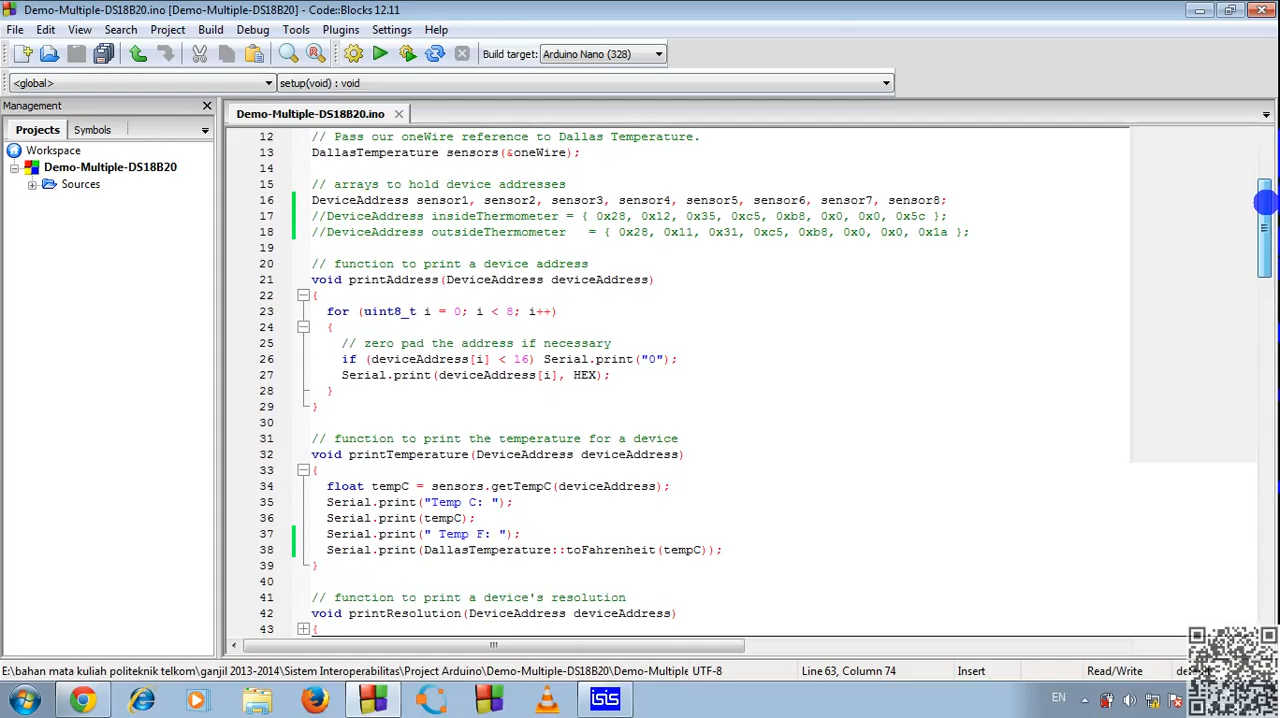 Demo-Multiple-DS18B20.ino [Demo-Multiple-DS18B20] - Code::Blocks 12.11
File Edit View Search Project Build Debug Tools Plugins Settings Help
Build target: Arduino Nano (328)
<global> setup(void) : void
Management
Demo-Multiple-DS18B20.ino
Projects Symbols
Workspace
Demo-Multiple-DS18B20
Sources
12 // Pass our oneWire reference to Dallas Temperature.
13 DallasTemperature sensors(&oneWire);
14
15 // arrays to hold device addresses
16 DeviceAddress sensor1, sensor2, sensor3, sensor4, sensor5, sensor6, sensor7, sensor8;
17 //DeviceAddress insideThermometer = { 0x28, 0x12, 0x35, 0xc5, 0xb8, 0x0, 0x0, 0x5c };
18 //DeviceAddress outsideThermometer   = { 0x28, 0x11, 0x31, 0xc5, 0xb8, 0x0, 0x0, 0x1a };
19
20 // function to print a device address
21 void printAddress(DeviceAddress deviceAddress)
22 {
23   for (uint8_t i = 0; i < 8; i++)
24   {
25     // zero pad the address if necessary
26     if (deviceAddress[i] < 16) Serial.print("0");
27     Serial.print(deviceAddress[i], HEX);
28   }
29 }
30
31 // function to print the temperature for a device
32 void printTemperature(DeviceAddress deviceAddress)
33 {
34   float tempC = sensors.getTempC(deviceAddress);
35   Serial.print("Temp C: ");
36   Serial.print(tempC);
37   Serial.print(" Temp F: ");
38   Serial.print(DallasTemperature::toFahrenheit(tempC));
39 }
40
41 // function to print a device's resolution
42 void printResolution(DeviceAddress deviceAddress)
43 {
E:\bahan mata kuliah politeknik telkom\ganjil 2013-2014\Sistem Interoperabilitas\Project Arduino\Demo-Multiple-DS18B20\Demo-Multiple UTF-8 Line 63, Column 74 Insert Read/Write
isis EN